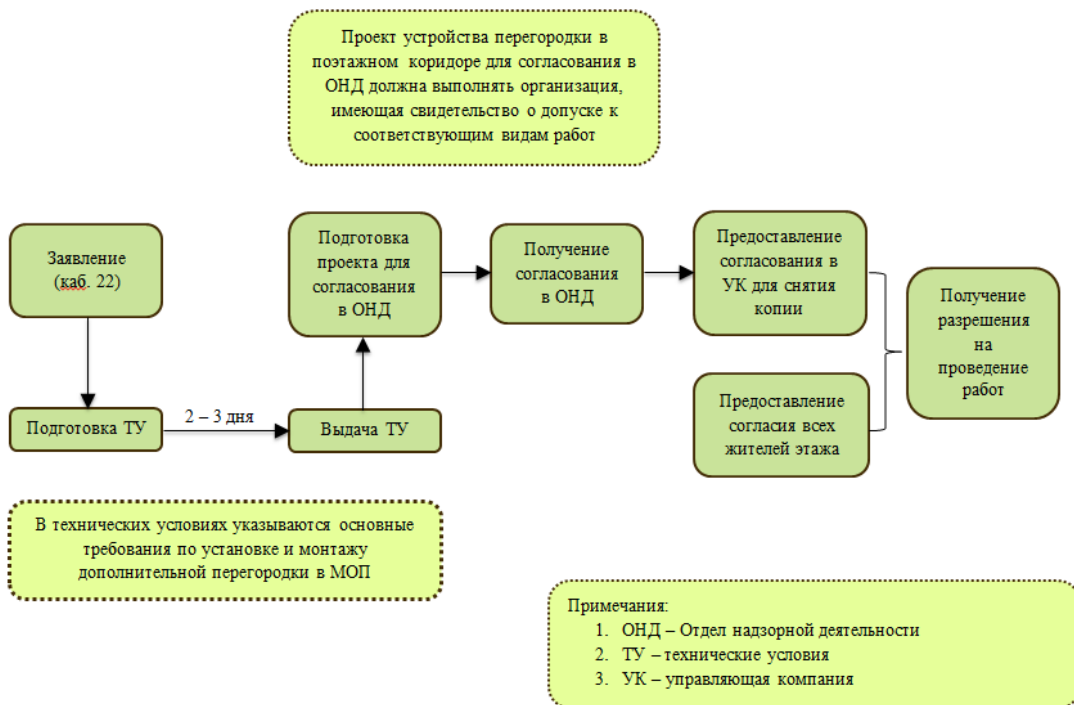 Проект устройства перегородки в
поэтажном коридоре для согласования в
ОНД должна выполнять организация,
имеющая свидетельство о допуске к
соответствующим видам работ
Заявление
(каб. 22)
Подготовка
проекта для
согласования
в ОНД
Получение
согласования
в ОНД
Предоставление
согласования в
УК для снятия
копии
Получение
разрешения
на
проведение
работ
Подготовка ТУ
2 – 3 дня
Выдача ТУ
Предоставление
согласия всех
жителей этажа
В технических условиях указываются основные
требования по установке и монтажу
дополнительной перегородки в МОП
Примечания:
1. ОНД – Отдел надзорной деятельности
2. ТУ – технические условия
3. УК – управляющая компания